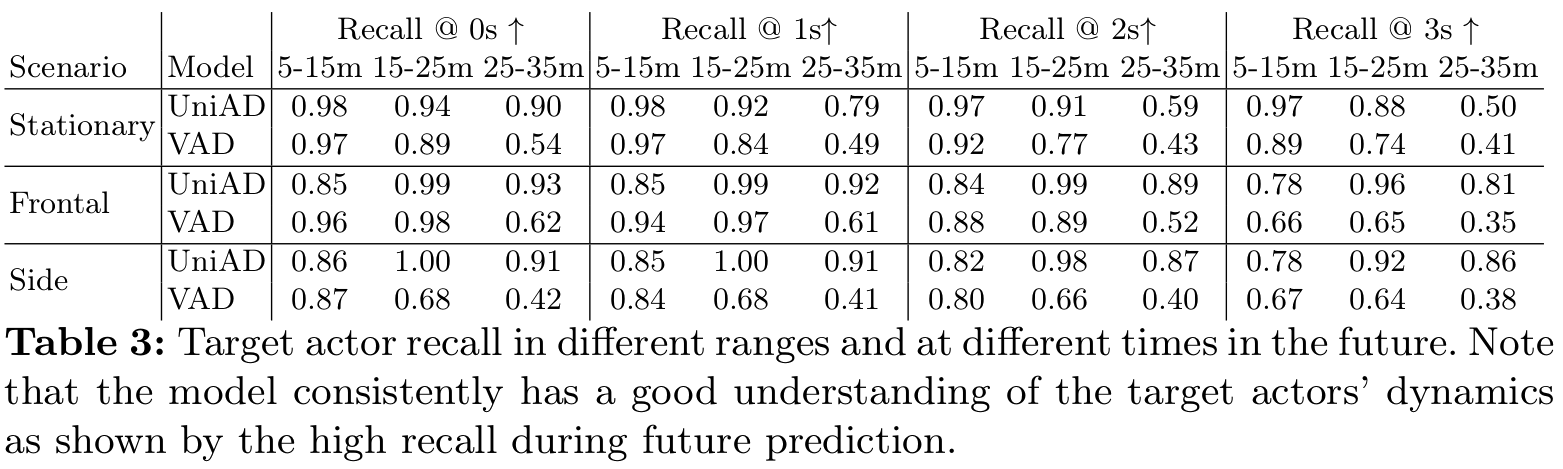 Recall @ 0s ↑ Recall @ 1s↑ Recall @ 2s↑ Recall @ 3s ↑
Scenario Model 5-15m 15-25m 25-35m 5-15m 15-25m 25-35m 5-15m 15-25m 25-35m 5-15m 15-25m 25-35m
Stationary UniAD 0.98 0.94 0.90 0.98 0.92 0.79 0.97 0.91 0.59 0.97 0.88 0.50
VAD 0.97 0.89 0.54 0.97 0.84 0.49 0.92 0.77 0.43 0.89 0.74 0.41
Frontal UniAD 0.85 0.99 0.93 0.85 0.99 0.92 0.84 0.99 0.89 0.78 0.96 0.81
VAD 0.96 0.98 0.62 0.94 0.97 0.61 0.88 0.89 0.52 0.66 0.65 0.35
Side UniAD 0.86 1.00 0.91 0.85 1.00 0.91 0.82 0.98 0.87 0.78 0.92 0.86
VAD 0.87 0.68 0.42 0.84 0.68 0.41 0.80 0.66 0.40 0.67 0.64 0.38
Table 3: Target actor recall in different ranges and at different times in the future. Note
that the model consistently has a good understanding of the target actors' dynamics
as shown by the high recall during future prediction.